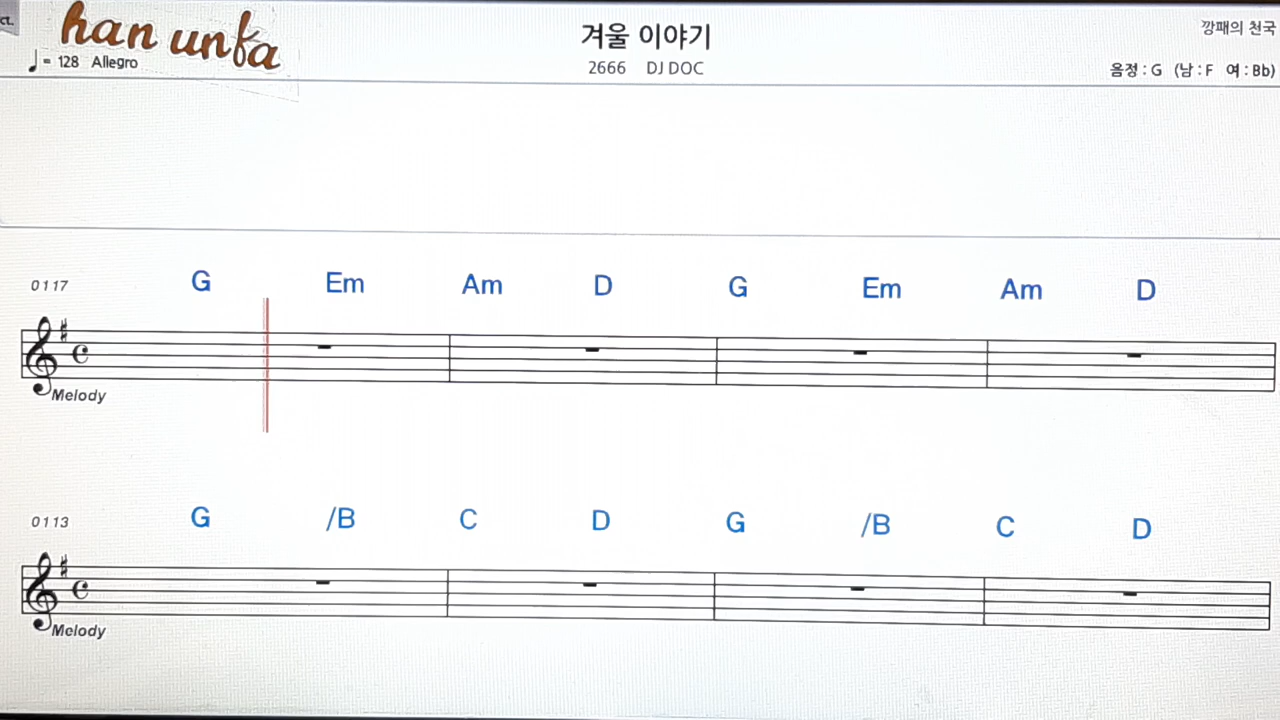 ct.
han unfa
♩= 128 Allegro
겨울 이야기
2666 DJ DOC
깡패의 천국
음정 : G (남 : F 여 : Bb)
0117 G Em Am D G Em Am D
Melody
0113 G /B C D G /B C D
Melody